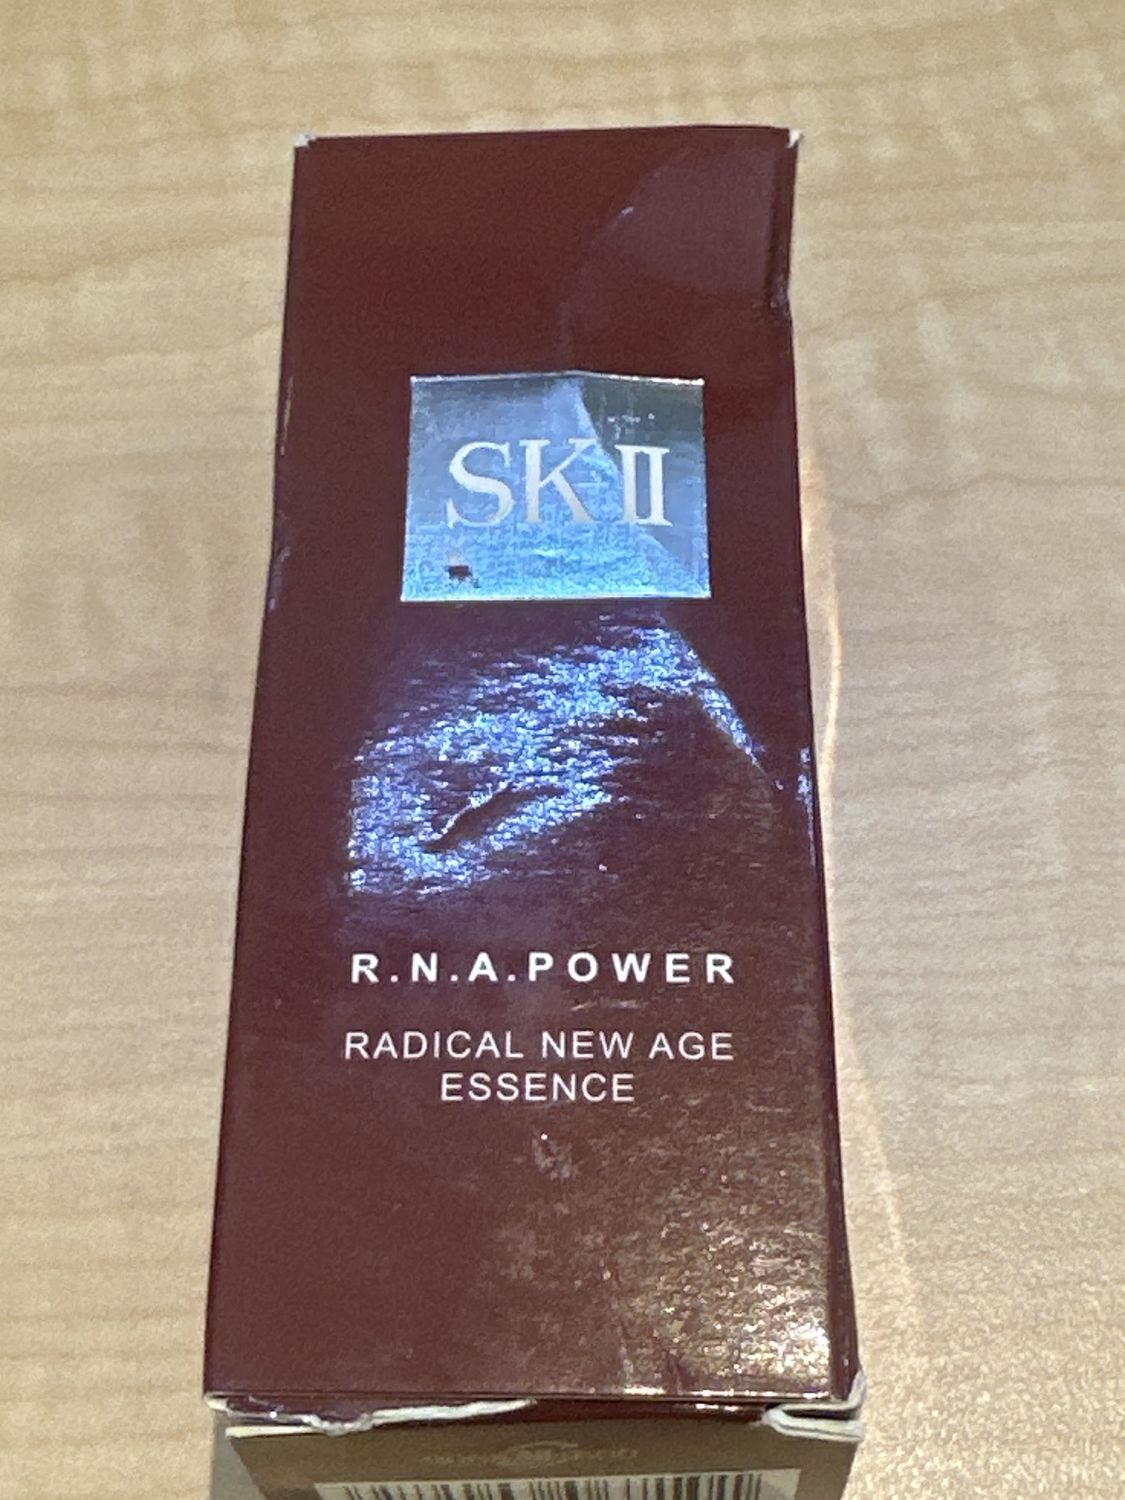 SK II
R.N.A.POWER
RADICAL NEW AGE
ESSENCE